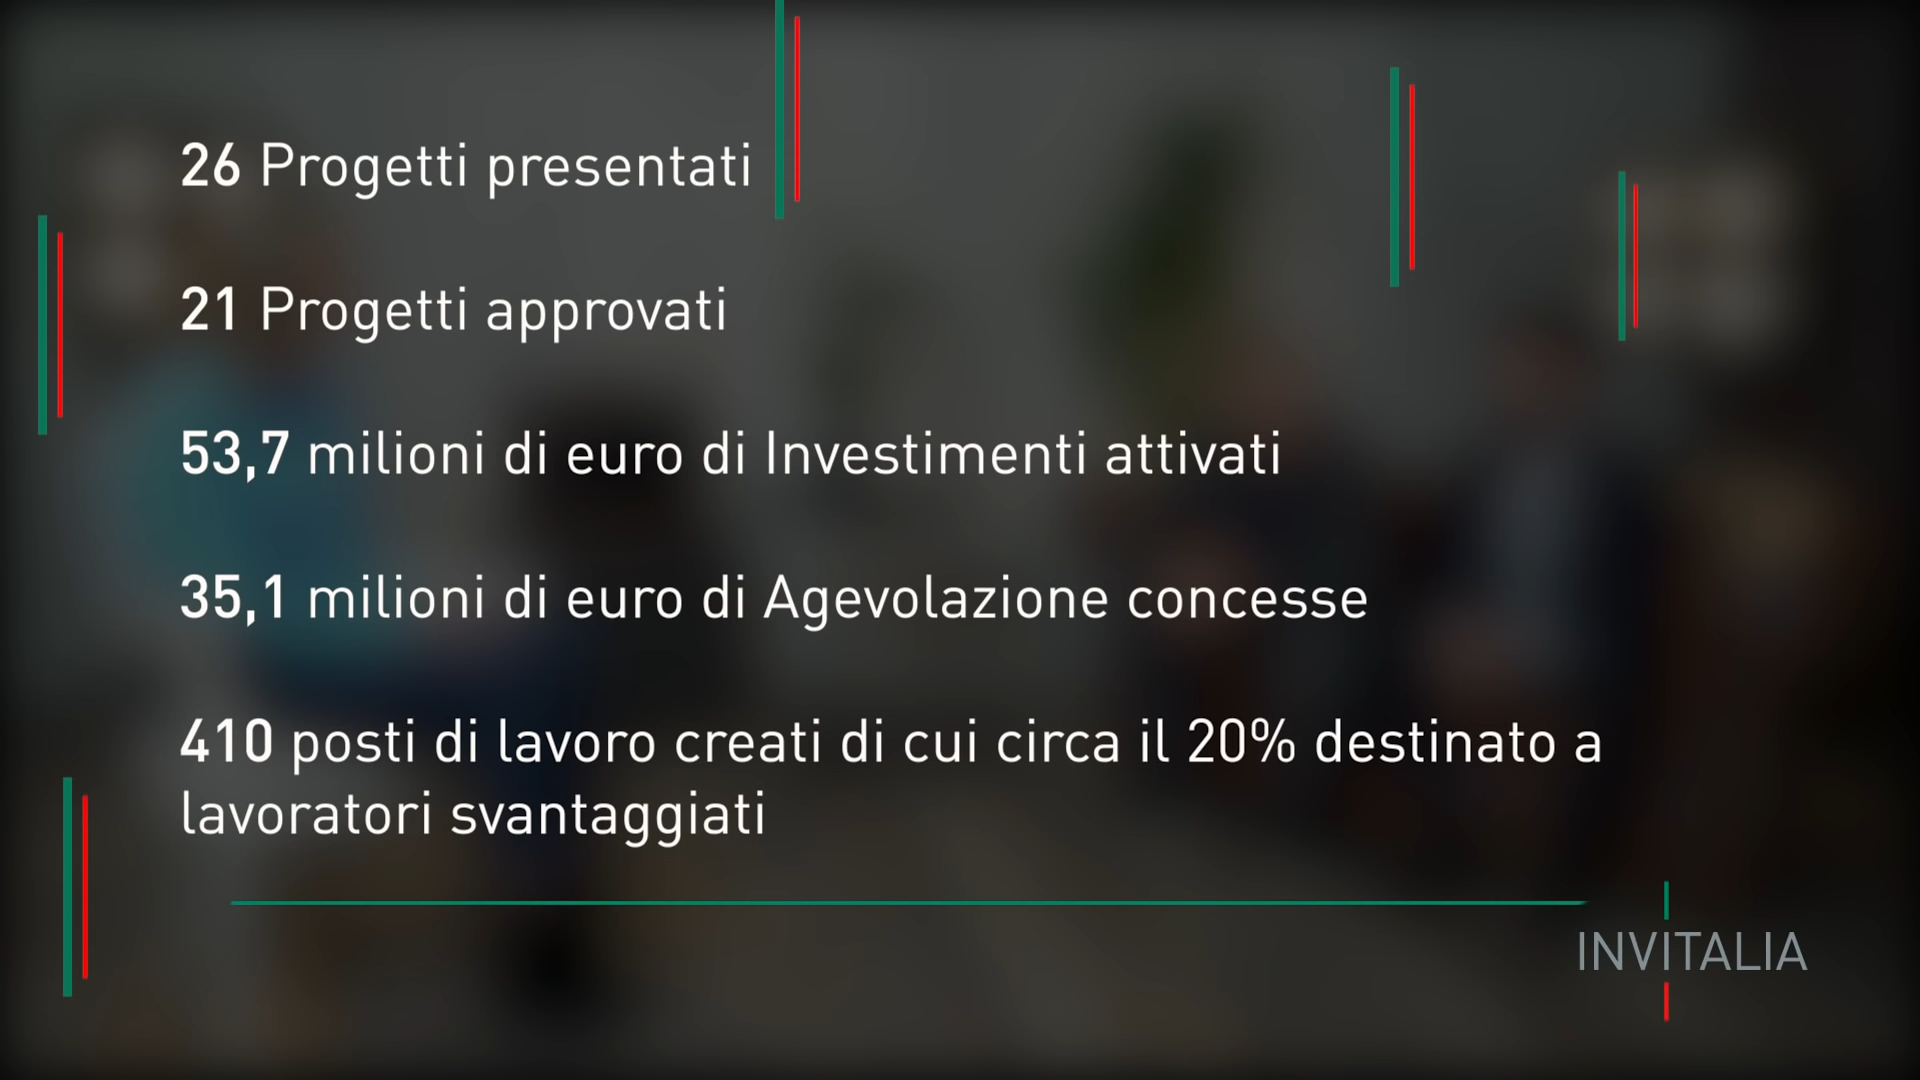 26 Progetti presentati
21 Progetti approvati
53,7 milioni di euro di Investimenti attivati
35,1 milioni di euro di Agevolazione concesse
410 posti di lavoro creati di cui circa il 20% destinato a
lavoratori svantaggiati
INVITALIA